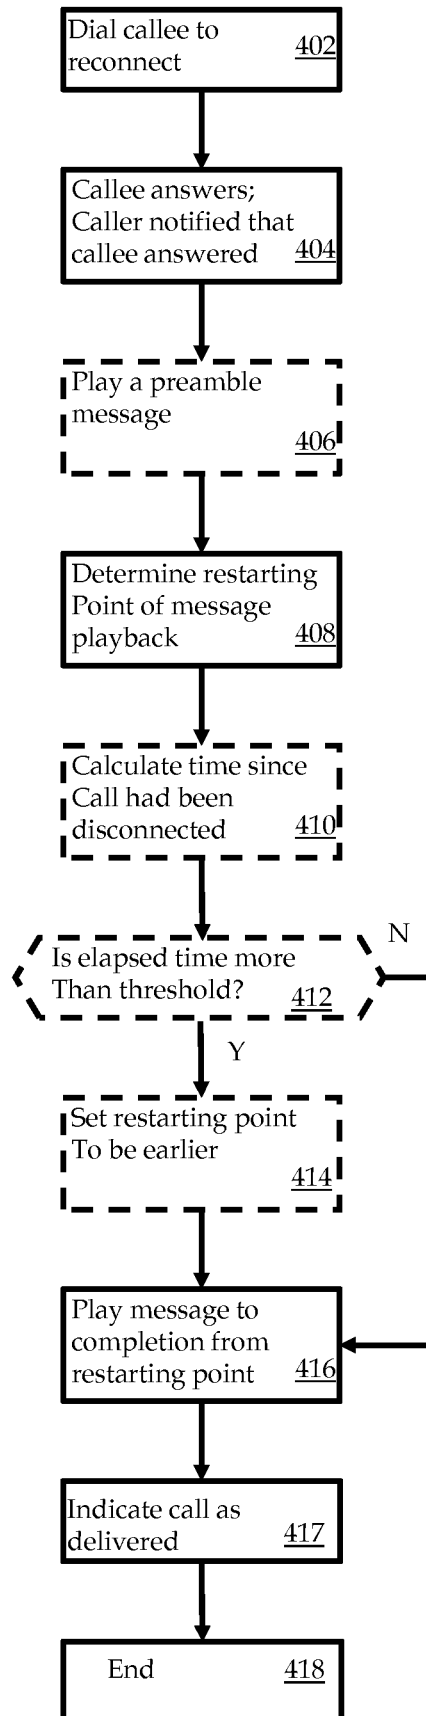 Dial callee to
reconnect 402
Callee answers;
Caller notified that
callee answered 404
Play a preamble
message
406
Determine restarting
Point of message
playback 408
Calculate time since
Call had been
disconnected 410
N
Is elapsed time more
Than threshold? 412
Y
Set restarting point
To be earlier
414
Play message to
completion from
restarting point 416
Indicate call as
delivered 417
End 418